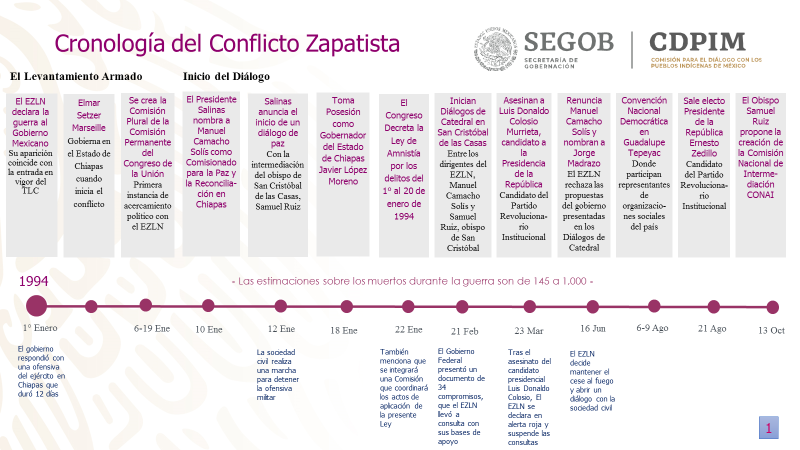 Cronología del Conflicto Zapatista
SEGOB
SECRETARÍA DE
GOBERNACIÓN
CDPIM
COMISIÓN PARA EL DIÁLOGO CON LOS
PUEBLOS INDÍGENAS DE MÉXICO
El Levantamiento Armado
Inicio del Diálogo
El EZLN
declara la
guerra al
Gobierno
Mexicano
Su aparición
coincide con
la entrada en
vigor del
TLC
Elmar
Setzer
Marseille
Gobierna en
el Estado de
Chiapas
cuando
inicia el
conflicto
Se crea la
Comisión
Plural de la
Comisión
Permanente
del
Congreso de
la Unión
Primera
instancia de
acercamiento
político con
el EZLN
El Presidente
Salinas
nombra a
Manuel
Camacho
Solís como
Comisionado
para la Paz y
la Reconcilia-
ción en
Chiapas
Salinas
anuncia el
inicio de un
diálogo de
paz
Con la
intermediación
del obispo de
San Cristóbal
de las Casas,
Samuel Ruiz
Toma
Posesión
como
Gobernador
del Estado
de Chiapas
Javier López
Moreno
El
Congreso
Decreta la
Ley de
Amnistía
por los
delitos del
1° al 20 de
enero de
1994
Inician
Diálogos de
Catedral en
San Cristóbal
de las Casas
Entre los
dirigentes del
EZLN,
Manuel
Camacho
Solís y
Samuel
Ruiz, obispo
de San
Cristóbal
Asesinan a
Luis Donaldo
Colosio
Murrieta,
candidato a
la
Presidencia
de la
República
Candidato del
Partido
Revoluciona-
rio
Institucional
Renuncia
Manuel
Camacho
Solís y
nombran a
Jorge
Madrazo
El EZLN
rechaza las
propuestas
del gobierno
presentadas
en los
Diálogos de
Catedral
Convención
Nacional
Democrática
en
Guadalupe
Tepeyac
Donde
participan
representantes
de
organizacio-
nes sociales
del país
Sale electo
Presidente
de la
República
Ernesto
Zedillo
Candidato del
Partido
Revoluciona-
rio
Institucional
El Obispo
Samuel
Ruiz
propone la
creación de
la Comisión
Nacional de
Interme-
diación
CONAI
1994
- Las estimaciones sobre los muertos durante la guerra son de 145 a 1,000 -
1° Enero
6-19 Ene
10 Ene
12 Ene
18 Ene
22 Ene
21 Feb
23 Mar
16 Jun
6-9 Ago
21 Ago
13 Oct
El gobierno
respondió con
una ofensiva
del ejército en
Chiapas que
duró 12 días
La sociedad
civil realiza
una marcha
para detener
la ofensiva
militar
También
menciona que
se integrará
una Comisión
que coordinará
los actos de
aplicación de
la presente
Ley
El Gobierno
Federal
presentó un
documento de
34
compromisos,
que el EZLN
llevó a
consulta con
sus bases de
apoyo
Tras el
asesinato del
candidato
presidencial
Luis Donaldo
Colosio, El
EZLN se
declara en
alerta roja y
suspende las
consultas
El EZLN
decide
mantener el
cese al fuego
y abrir un
diálogo con la
sociedad civil
1